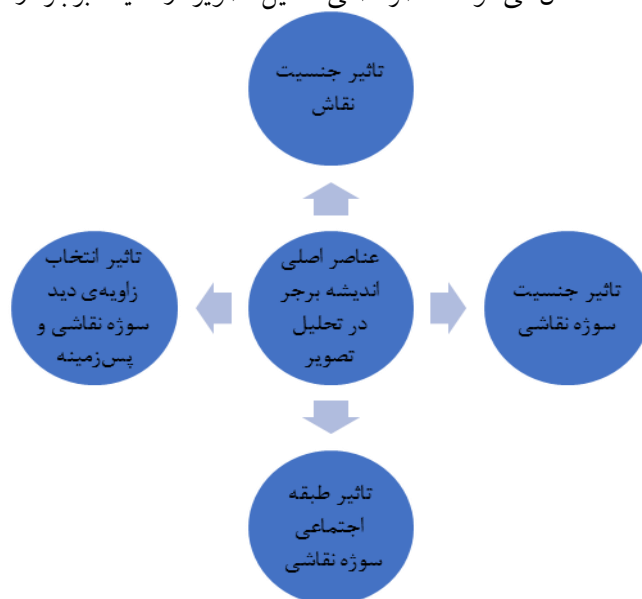 تاثیر جنسیت
نقاش
عناصر اصلی
اندیشه برجر
در تحلیل
تصویر
تاثیر جنسیت
سوژه نقاشی
تاثیر انتخاب
زاویه‌ی دید
سوژه نقاشی و
پس‌زمینه
تاثیر طبقه
اجتماعی
سوژه نقاشی